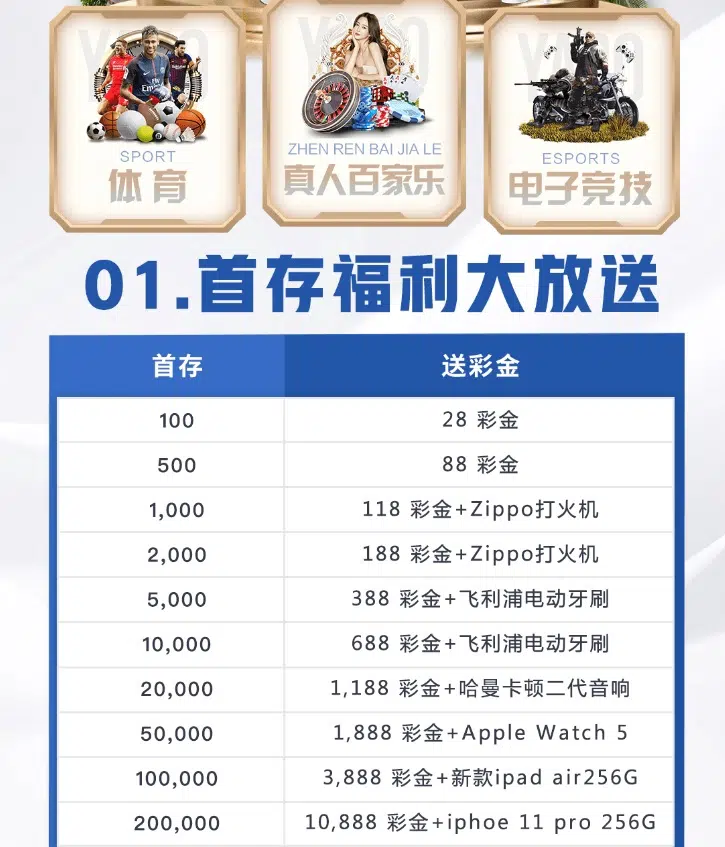 SPORT
体育
ZHEN REN BAI JIA LE
真人百家乐
ESPORTS
电子竞技
01.首存福利大放送
首存 送彩金
100 28 彩金
500 88 彩金
1,000 118 彩金+Zippo打火机
2,000 188 彩金+Zippo打火机
5,000 388 彩金+飞利浦电动牙刷
10,000 688 彩金+飞利浦电动牙刷
20,000 1,188 彩金+哈曼卡顿二代音响
50,000 1,888 彩金+Apple Watch 5
100,000 3,888 彩金+新款ipad air256G
200,000 10,888 彩金+iphoe 11 pro 256G